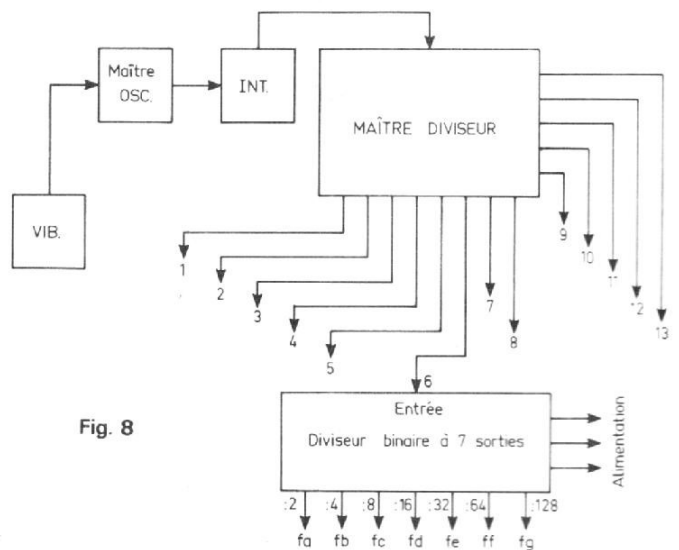 Maître
OSC.
INT.
MAÎTRE DIVISEUR
VIB.
1
2
3
4
5
6
7
8
9
10
11
12
13
Fig. 8
Entrée
Diviseur binaire à 7 sorties
Alimentation
:2 :4 :8 :16 :32 :64 :128
fa fb fc fd fe ff fg